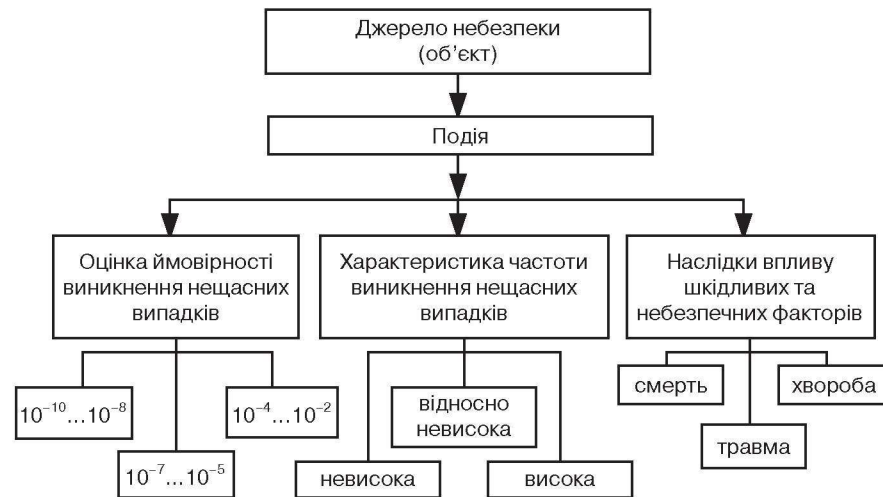 Джерело небезпеки
(об’єкт)
Подія
Оцінка ймовірності
виникнення нещасних
випадків
Характеристика частоти
виникнення нещасних
випадків
Наслідки впливу
шкідливих та
небезпечних факторів
10⁻¹⁰...10⁻⁸
10⁻⁷...10⁻⁵
10⁻⁴...10⁻²
невисока
відносно
невисока
висока
смерть
травма
хвороба